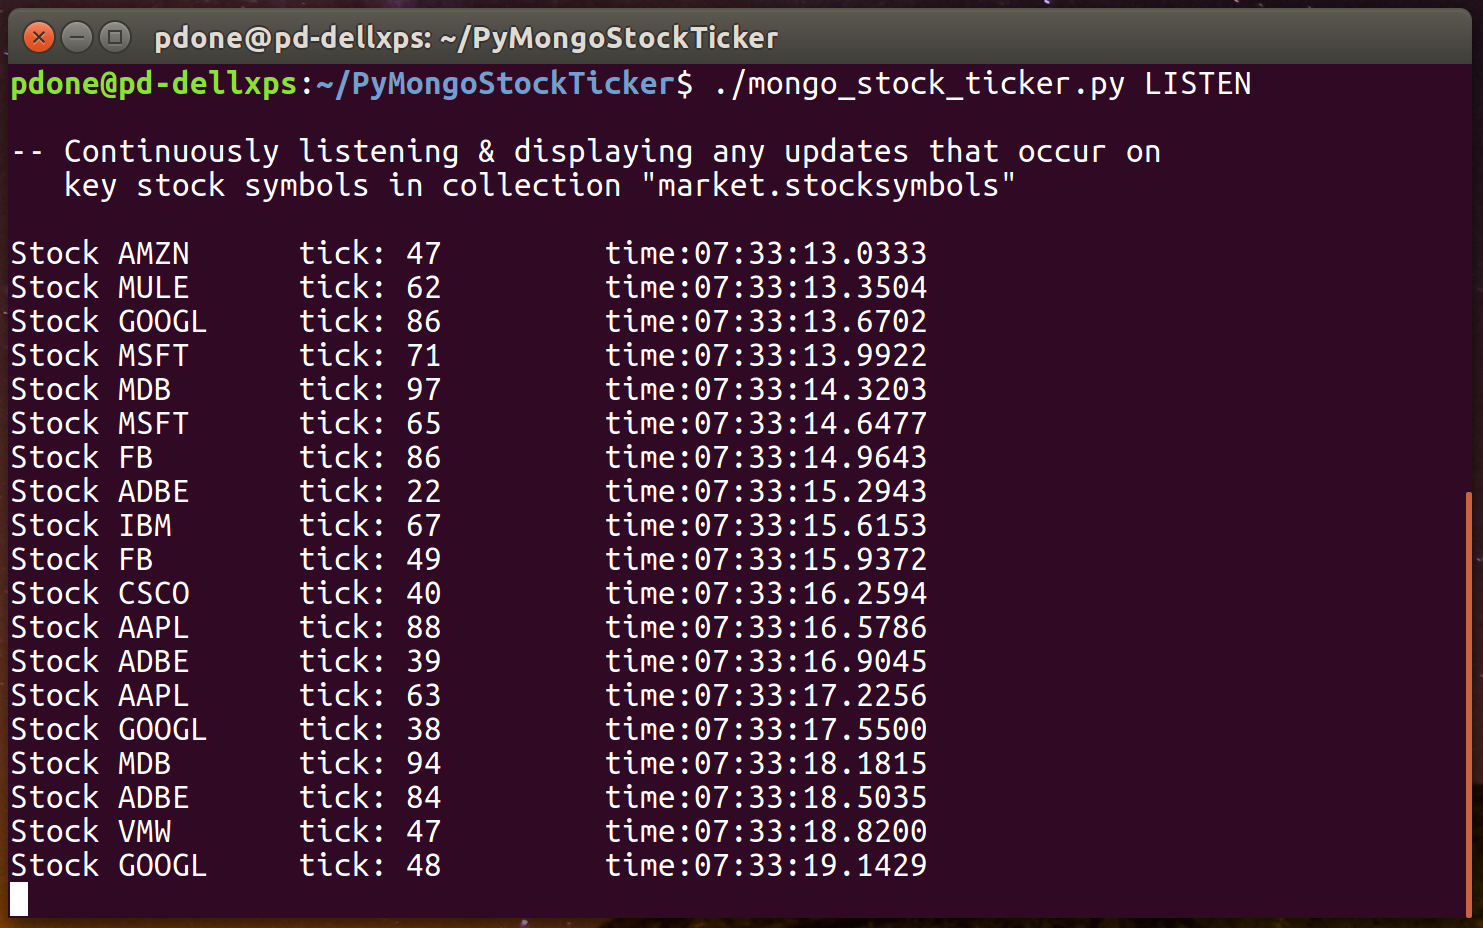 pdone@pd-dellxps: ~/PyMongoStockTicker
pdone@pd-dellxps:~/PyMongoStockTicker$ ./mongo_stock_ticker.py LISTEN
-- Continuously listening & displaying any updates that occur on
key stock symbols in collection "market.stocksymbols"
Stock AMZN tick: 47 time:07:33:13.0333
Stock MULE tick: 62 time:07:33:13.3504
Stock GOOGL tick: 86 time:07:33:13.6702
Stock MSFT tick: 71 time:07:33:13.9922
Stock MDB tick: 97 time:07:33:14.3203
Stock MSFT tick: 65 time:07:33:14.6477
Stock FB tick: 86 time:07:33:14.9643
Stock ADBE tick: 22 time:07:33:15.2943
Stock IBM tick: 67 time:07:33:15.6153
Stock FB tick: 49 time:07:33:15.9372
Stock CSCO tick: 40 time:07:33:16.2594
Stock AAPL tick: 88 time:07:33:16.5786
Stock ADBE tick: 39 time:07:33:16.9045
Stock AAPL tick: 63 time:07:33:17.2256
Stock GOOGL tick: 38 time:07:33:17.5500
Stock MDB tick: 94 time:07:33:18.1815
Stock ADBE tick: 84 time:07:33:18.5035
Stock VMW tick: 47 time:07:33:18.8200
Stock GOOGL tick: 48 time:07:33:19.1429